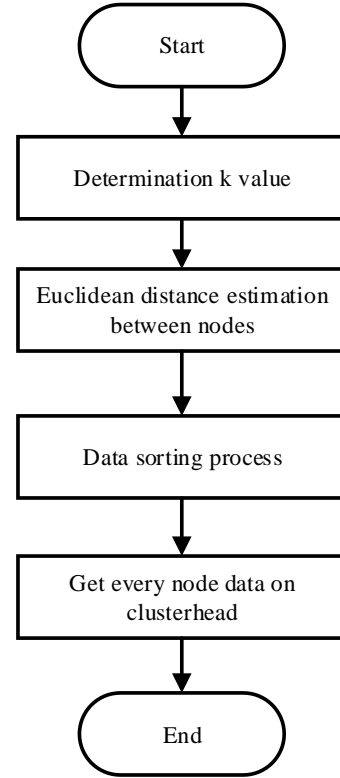 Start
Determination k value
Euclidean distance estimation
between nodes
Data sorting process
Get every node data on
clusterhead
End